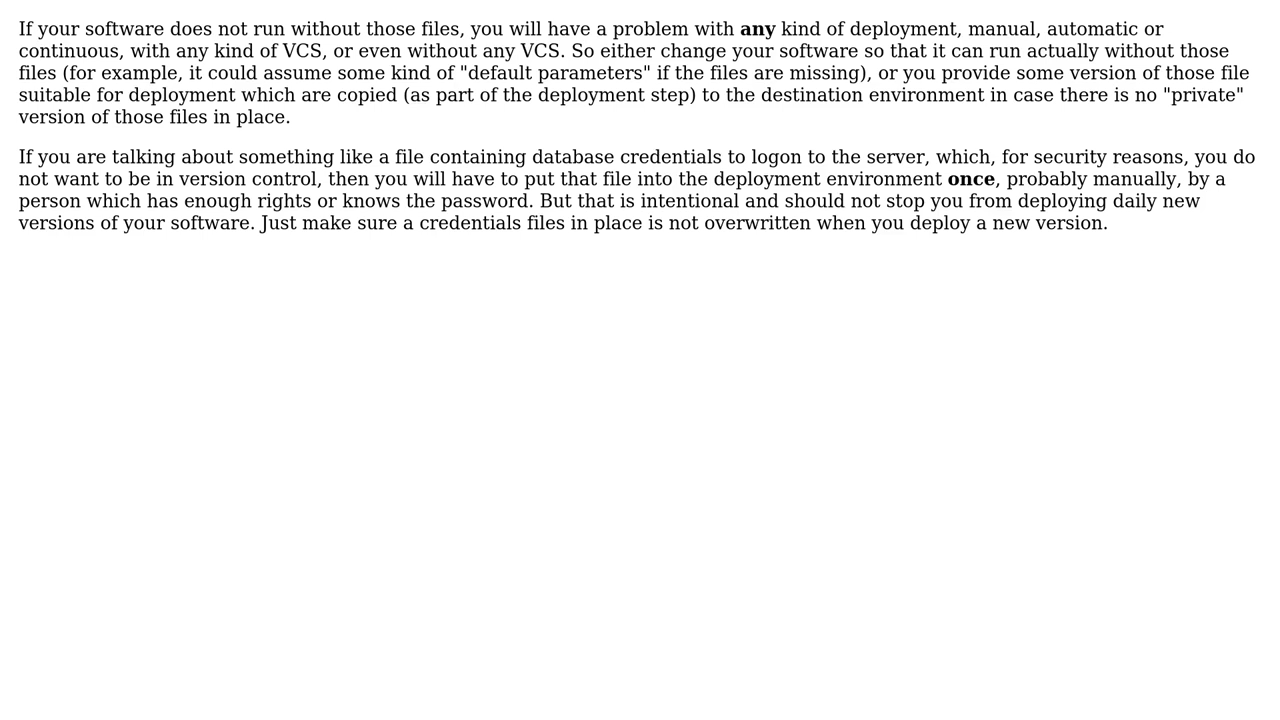 If your software does not run without those files, you will have a problem with any kind of deployment, manual, automatic or
continuous, with any kind of VCS, or even without any VCS. So either change your software so that it can run actually without those
files (for example, it could assume some kind of "default parameters" if the files are missing), or you provide some version of those file
suitable for deployment which are copied (as part of the deployment step) to the destination environment in case there is no "private"
version of those files in place.
If you are talking about something like a file containing database credentials to logon to the server, which, for security reasons, you do
not want to be in version control, then you will have to put that file into the deployment environment once, probably manually, by a
person which has enough rights or knows the password. But that is intentional and should not stop you from deploying daily new
versions of your software. Just make sure a credentials files in place is not overwritten when you deploy a new version.